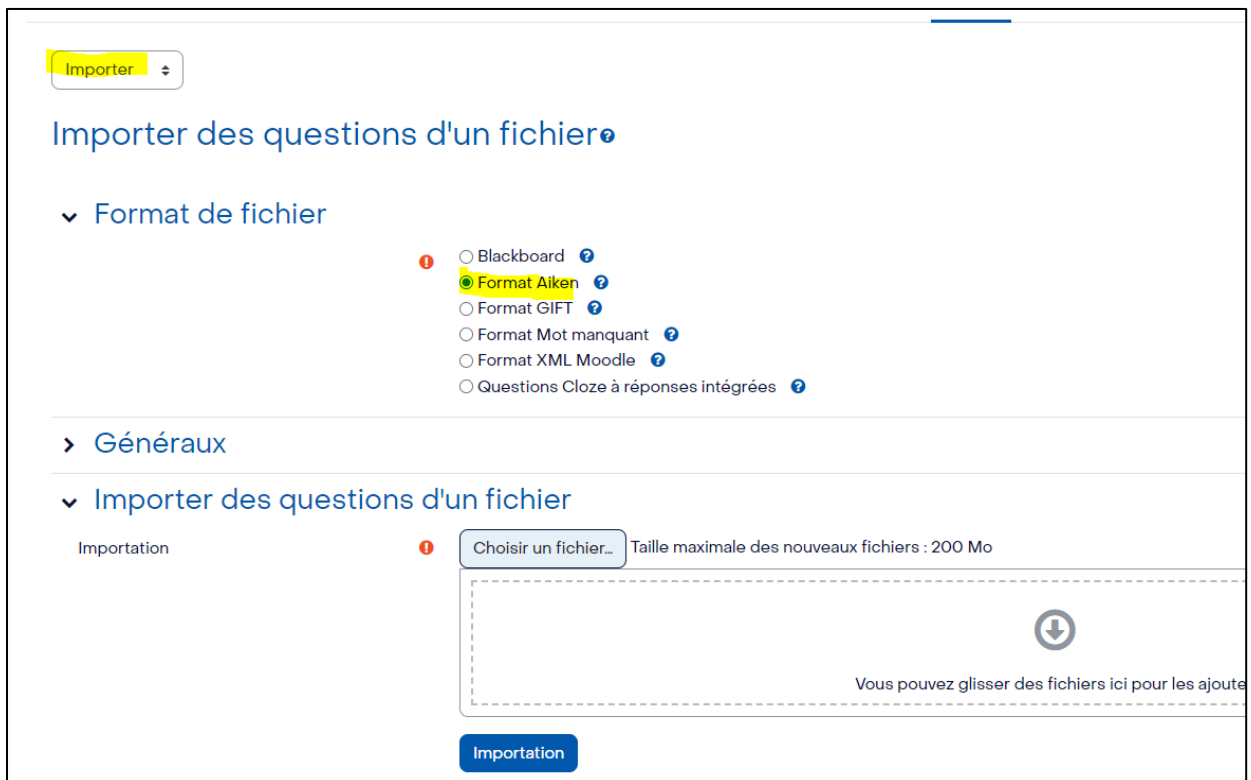 Importer
Importer des questions d'un fichier
Format de fichier
Blackboard
Format Aiken
Format GIFT
Format Mot manquant
Format XML Moodle
Questions Cloze à réponses intégrées
Généraux
Importer des questions d'un fichier
Importation
Choisir un fichier... Taille maximale des nouveaux fichiers : 200 Mo
Vous pouvez glisser des fichiers ici pour les ajoute
Importation